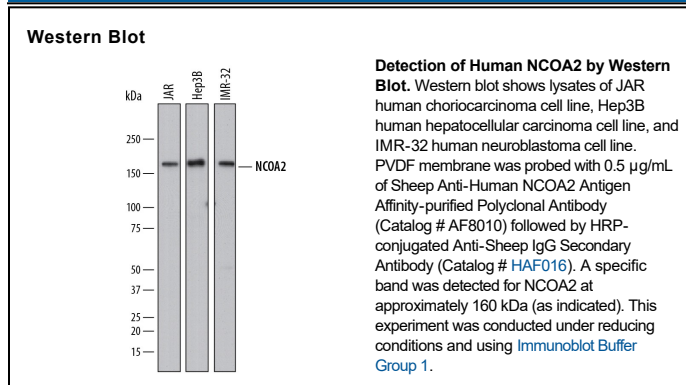 Western Blot
kDa
JAR
Hep3B
IMR-32
250
150
100
75
50
37
25
20
15
NCOA2
Detection of Human NCOA2 by Western
Blot. Western blot shows lysates of JAR
human choriocarcinoma cell line, Hep3B
human hepatocellular carcinoma cell line, and
IMR-32 human neuroblastoma cell line.
PVDF membrane was probed with 0.5 µg/mL
of Sheep Anti-Human NCOA2 Antigen
Affinity-purified Polyclonal Antibody
(Catalog # AF8010) followed by HRP-
conjugated Anti-Sheep IgG Secondary
Antibody (Catalog # HAF016). A specific
band was detected for NCOA2 at
approximately 160 kDa (as indicated). This
experiment was conducted under reducing
conditions and using Immunoblot Buffer
Group 1.